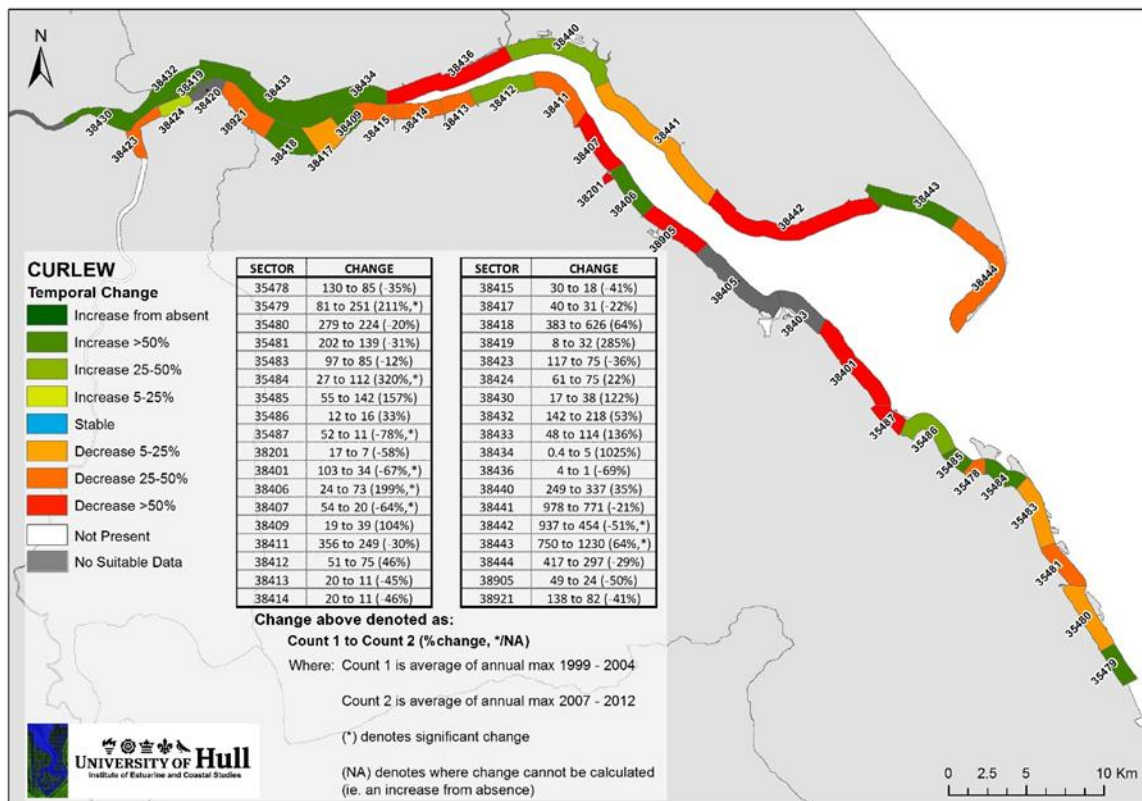 N
38430
38432
38419
38420
38424
38423
38921
38433
38418
38417
38409
38434
38415
38414
38413
38412
38436
38440
38411
38407
38201
38406
38905
38441
38442
38443
38444
38405
38403
38401
35487
35486
35485
35478
35484
35483
35481
35480
35479
CURLEW
Temporal Change
Increase from absent
Increase >50%
Increase 25-50%
Increase 5-25%
Stable
Decrease 5-25%
Decrease 25-50%
Decrease >50%
Not Present
No Suitable Data
SECTOR CHANGE
35478 130 to 85 (-35%)
35479 81 to 251 (211%,*)
35480 279 to 224 (-20%)
35481 202 to 139 (-31%)
35483 97 to 85 (-12%)
35484 27 to 112 (320%,*)
35485 55 to 142 (157%)
35486 12 to 16 (33%)
35487 52 to 11 (-78%,*)
38201 17 to 7 (-58%)
38401 103 to 34 (-67%,*)
38406 24 to 73 (199%,*)
38407 54 to 20 (-64%,*)
38409 19 to 39 (104%)
38411 356 to 249 (-30%)
38412 51 to 75 (46%)
38413 20 to 11 (-45%)
38414 20 to 11 (-46%)
SECTOR CHANGE
38415 30 to 18 (-41%)
38417 40 to 31 (-22%)
38418 383 to 626 (64%)
38419 8 to 32 (285%)
38423 117 to 75 (-36%)
38424 61 to 75 (22%)
38430 17 to 38 (122%)
38432 142 to 218 (53%)
38433 48 to 114 (136%)
38434 0.4 to 5 (1025%)
38436 4 to 1 (-69%)
38440 249 to 337 (35%)
38441 978 to 771 (-21%)
38442 937 to 454 (-51%,*)
38443 750 to 1230 (64%,*)
38444 417 to 297 (-29%)
38905 49 to 24 (-50%)
38921 138 to 82 (-41%)
Change above denoted as:
Count 1 to Count 2 (%change, */NA)
Where: Count 1 is average of annual max 1999 - 2004
Count 2 is average of annual max 2007 - 2012
(*) denotes significant change
(NA) denotes where change cannot be calculated
(ie. an increase from absence)
UNIVERSITY OF Hull
Institute of Estuarine and Coastal Studies
0 2.5 5 10 Km